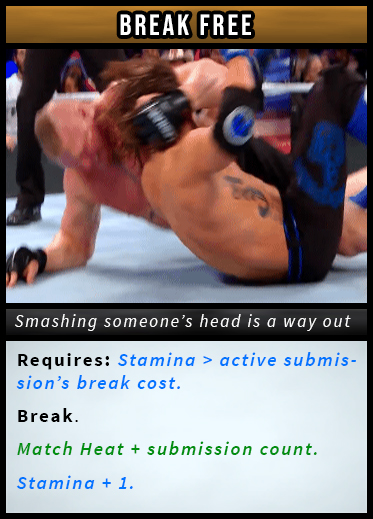 BREAK FREE
Smashing someone's head is a way out
Requires: Stamina > active submis-
sion's break cost.
Break.
Match Heat + submission count.
Stamina + 1.